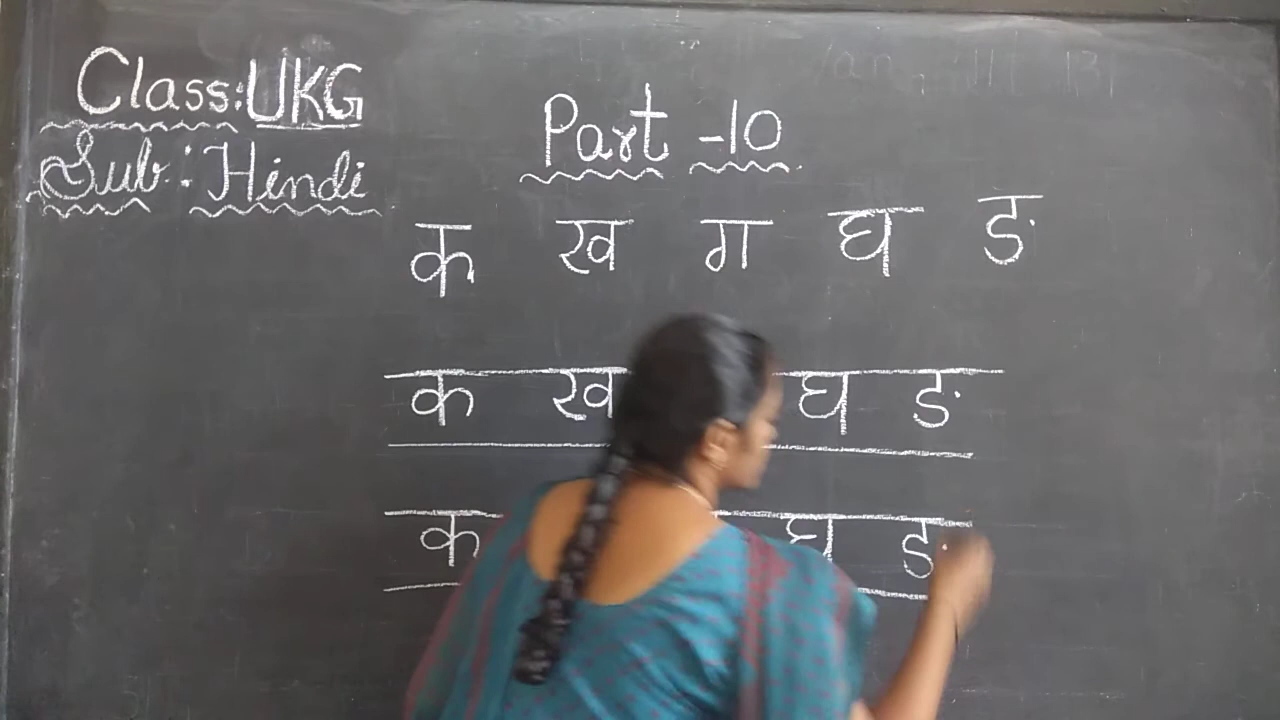 Class: UKG
Sub: Hindi
Part -10
क ख ग घ ङ
क ख घ ङ
क घ ङ